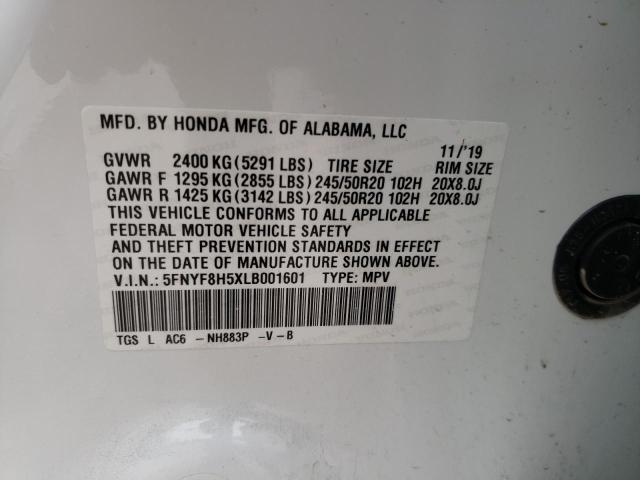 MFD. BY HONDA MFG. OF ALABAMA, LLC
11/'19
GVWR 2400 KG (5291 LBS) TIRE SIZE RIM SIZE
GAWR F 1295 KG (2855 LBS) 245/50R20 102H 20X8.0J
GAWR R 1425 KG (3142 LBS) 245/50R20 102H 20X8.0J
THIS VEHICLE CONFORMS TO ALL APPLICABLE
FEDERAL MOTOR VEHICLE SAFETY
AND THEFT PREVENTION STANDARDS IN EFFECT
ON THE DATE OF MANUFACTURE SHOWN ABOVE.
V.I.N.: 5FNYF8H5XLB001601 TYPE: MPV
TGS L AC6 - NH883P - V - B